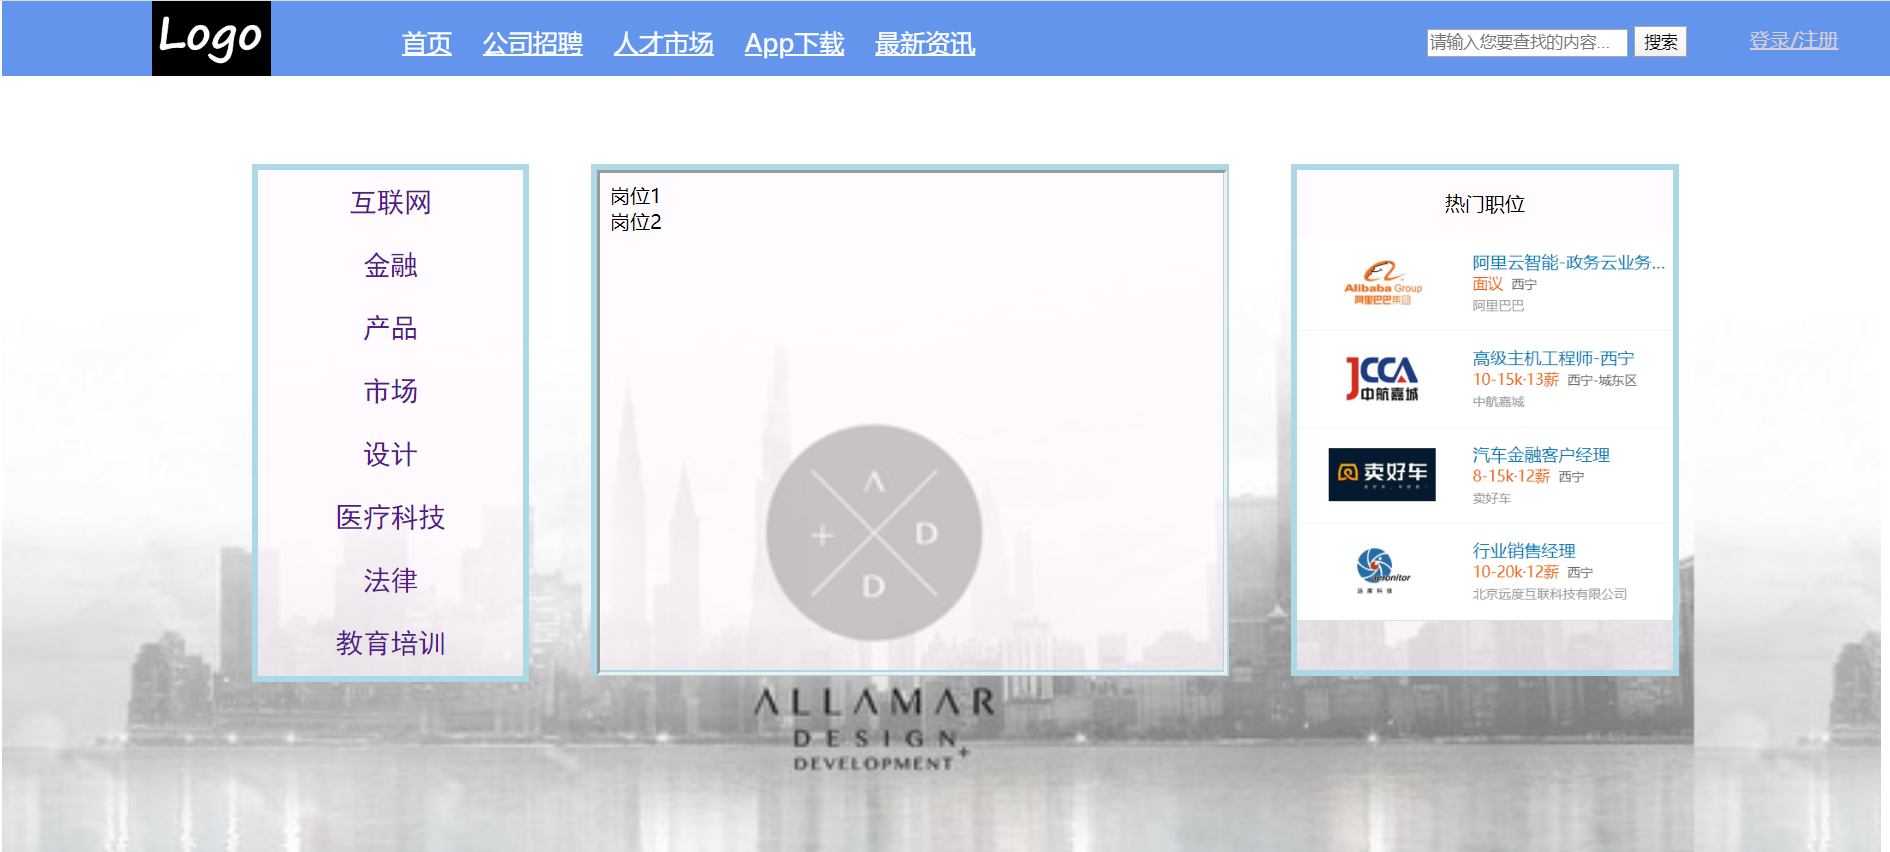 Logo
首页 公司招聘 人才市场 App下载 最新资讯
请输入您要查找的内容... 搜索
登录/注册
互联网
金融
产品
市场
设计
医疗科技
法律
教育培训
岗位1
岗位2
Λ
+ D
D
ALLAMAR
DESIGN+
DEVELOPMENT
热门职位
Alibaba Group
阿里巴巴集团
阿里云智能-政务云业务...
面议 西宁
阿里巴巴
JCCA
中航嘉城
高级主机工程师-西宁
10-15k·13薪 西宁-城东区
中航嘉城
卖好车
汽车金融客户经理
8-15k·12薪 西宁
卖好车
行业销售经理
10-20k·12薪 西宁
北京远度互联科技有限公司